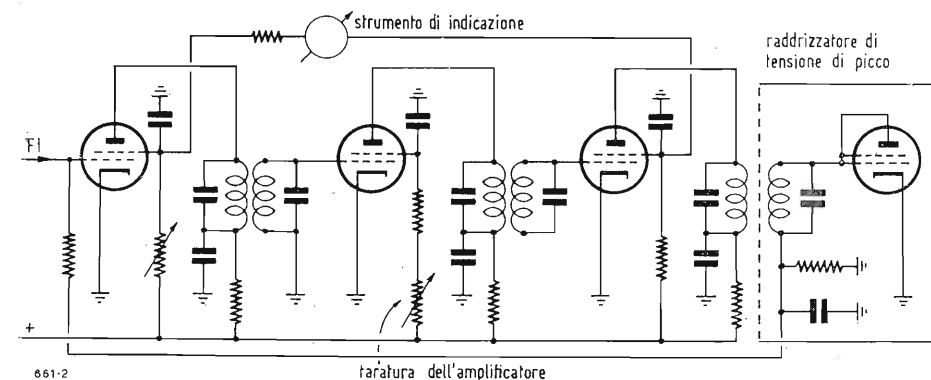 strumento di indicazione
raddrizzatore di
tensione di picco
FI
+
661-2
taratura dell'amplificatore